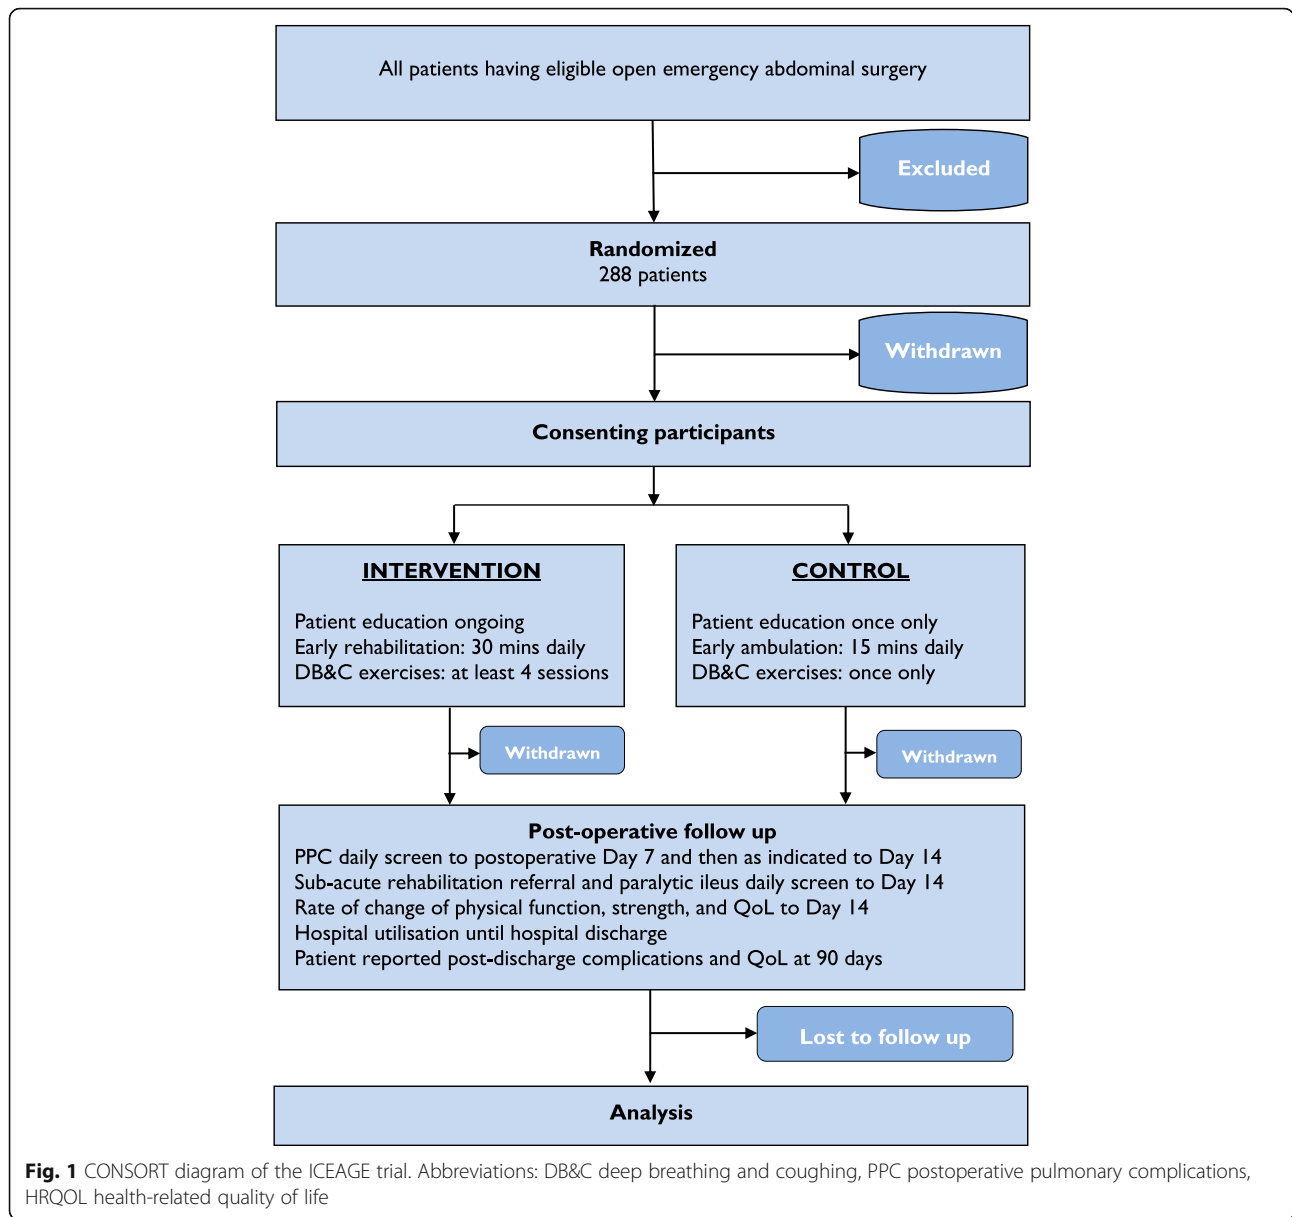 All patients having eligible open emergency abdominal surgery
Excluded
Randomized
288 patients
Withdrawn
Consenting participants
INTERVENTION
Patient education ongoing
Early rehabilitation: 30 mins daily
DB&C exercises: at least 4 sessions
CONTROL
Patient education once only
Early ambulation: 15 mins daily
DB&C exercises: once only
Withdrawn
Withdrawn
Post-operative follow up
PPC daily screen to postoperative Day 7 and then as indicated to Day 14
Sub-acute rehabilitation referral and paralytic ileus daily screen to Day 14
Rate of change of physical function, strength, and QoL to Day 14
Hospital utilisation until hospital discharge
Patient reported post-discharge complications and QoL at 90 days
Lost to follow up
Analysis
Fig. 1 CONSORT diagram of the ICEAGE trial. Abbreviations: DB&C deep breathing and coughing, PPC postoperative pulmonary complications,
HRQOL health-related quality of life